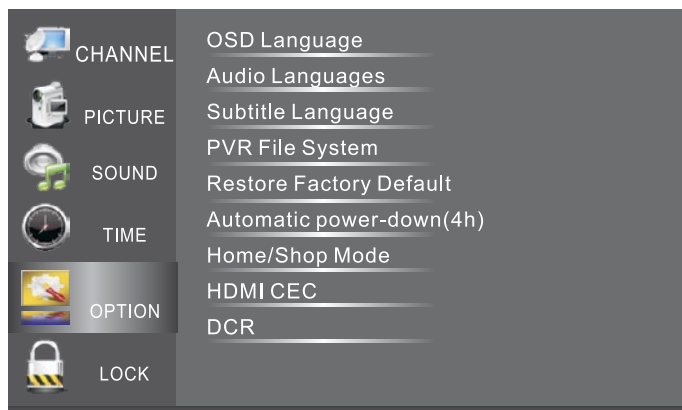 CHANNEL
PICTURE
SOUND
TIME
OPTION
LOCK
OSD Language
Audio Languages
Subtitle Language
PVR File System
Restore Factory Default
Automatic power-down(4h)
Home/Shop Mode
HDMI CEC
DCR